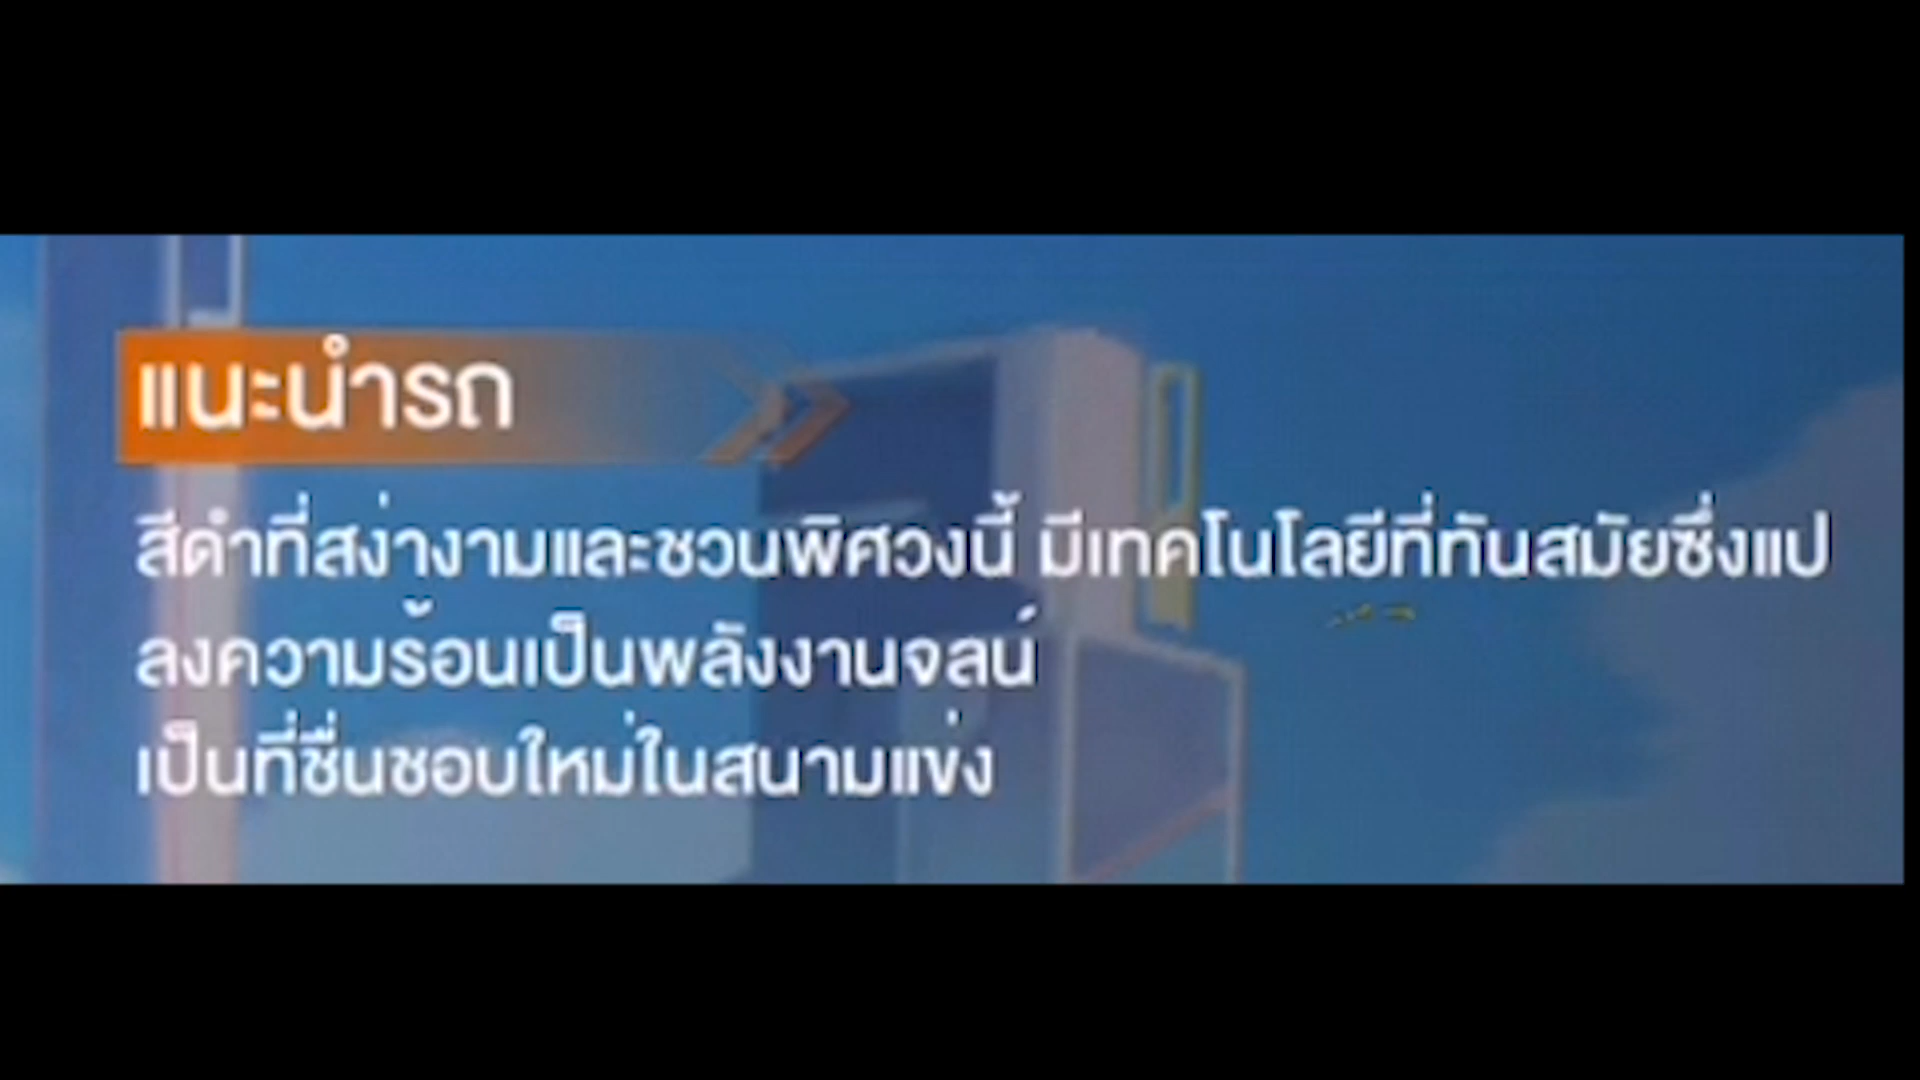 แนะนำรถ
สีดำที่สง่างามและชวนพิศวงนี้ มีเทคโนโลยีที่ทันสมัยซึ่งแป
ลงความร้อนเป็นพลังงานจลน์
เป็นที่ชื่นชอบใหม่ในสนามแข่ง